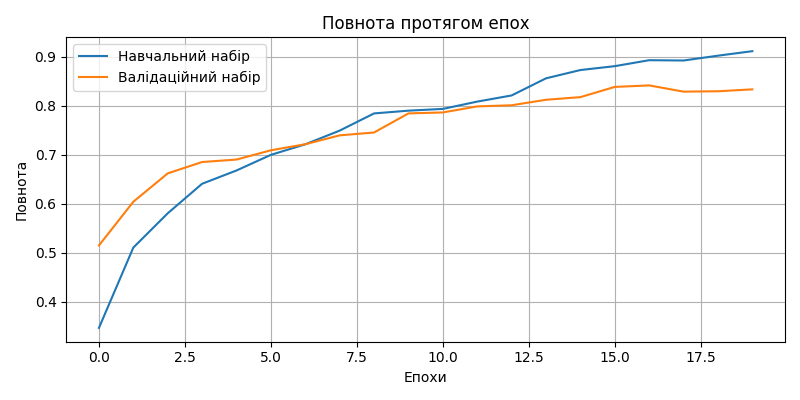 Повнота протягом епох
Навчальний набір
Валідаційний набір
Повнота
0.9
0.8
0.7
0.6
0.5
0.4
0.0 2.5 5.0 7.5 10.0 12.5 15.0 17.5
Епохи